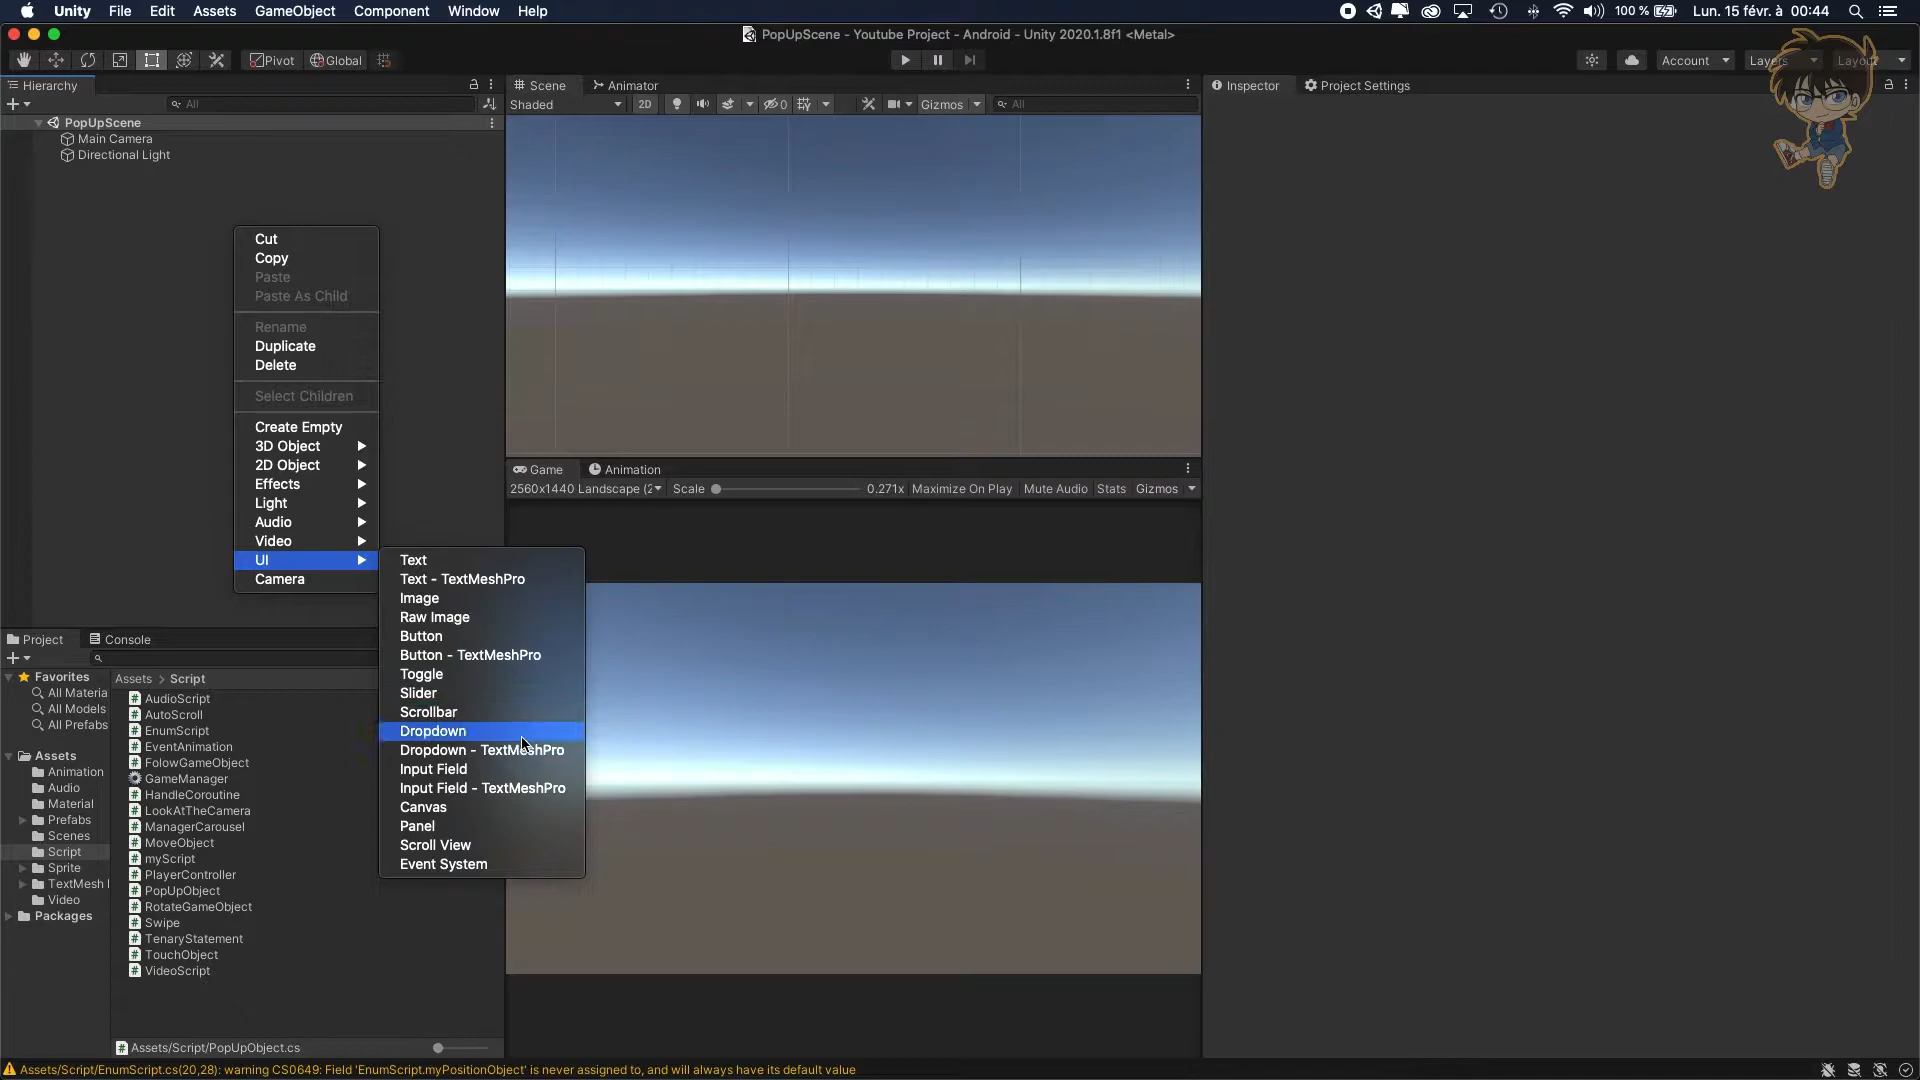 Unity File Edit Assets GameObject Component Window Help
100 % Lun. 15 févr. à 00:44
PopUpScene - Youtube Project - Android - Unity 2020.1.8f1 <Metal>
Pivot Global Account Layers
Hierarchy Scene Animator Inspector Project Settings
All Shaded 2D 0 Gizmos All
PopUpScene
Main Camera
Directional Light
Cut
Copy
Paste
Paste As Child
Rename
Duplicate
Delete
Select Children
Create Empty
3D Object
2D Object
Effects
Light
Audio
Video
UI
Camera
Text
Text - TextMeshPro
Image
Raw Image
Button
Button - TextMeshPro
Toggle
Slider
Scrollbar
Dropdown
Dropdown - TextMeshPro
Input Field
Input Field - TextMeshPro
Canvas
Panel
Scroll View
Event System
Game Animation
2560x1440 Landscape (2 Scale 0.271x Maximize On Play Mute Audio Stats Gizmos
Project Console
Favorites
All Materia
All Models
All Prefabs
Assets
Animation
Audio
Material
Prefabs
Scenes
Script
Sprite
TextMesh
Video
Packages
Assets > Script
AudioScript
AutoScroll
EnumScript
EventAnimation
FolowGameObject
GameManager
HandleCoroutine
LookAtTheCamera
ManagerCarousel
MoveObject
myScript
PlayerController
PopUpObject
RotateGameObject
Swipe
TenaryStatement
TouchObject
VideoScript
Assets/Script/PopUpObject.cs
Assets/Script/EnumScript.cs(20,28): warning CS0649: Field 'EnumScript.myPositionObject' is never assigned to, and will always have its default value